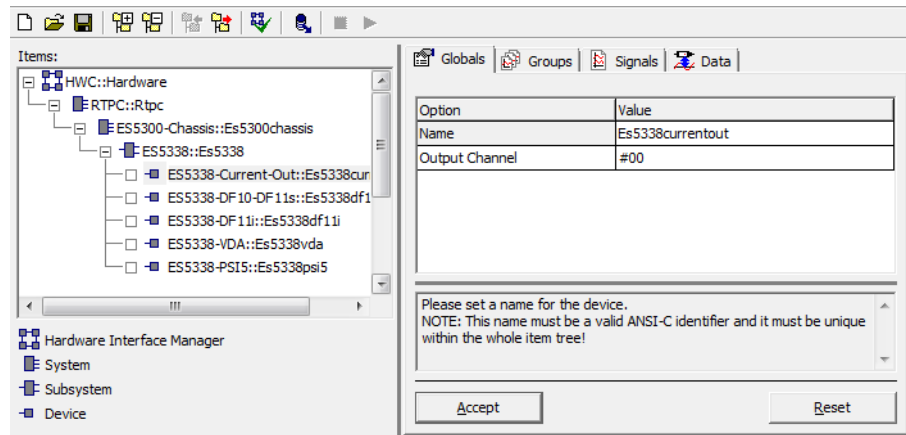 Items:
HWC::Hardware
RTPC::Rtpc
ES5300-Chassis::Es5300chassis
ES5338::Es5338
ES5338-Current-Out::Es5338cur
ES5338-DF10-DF11s::Es5338df1
ES5338-DF11i::Es5338df11i
ES5338-VDA::Es5338vda
ES5338-PSI5::Es5338psi5
Hardware Interface Manager
System
Subsystem
Device
Globals Groups Signals Data
Option Value
Name Es5338currentout
Output Channel #00
Please set a name for the device.
NOTE: This name must be a valid ANSI-C identifier and it must be unique
within the whole item tree!
Accept Reset